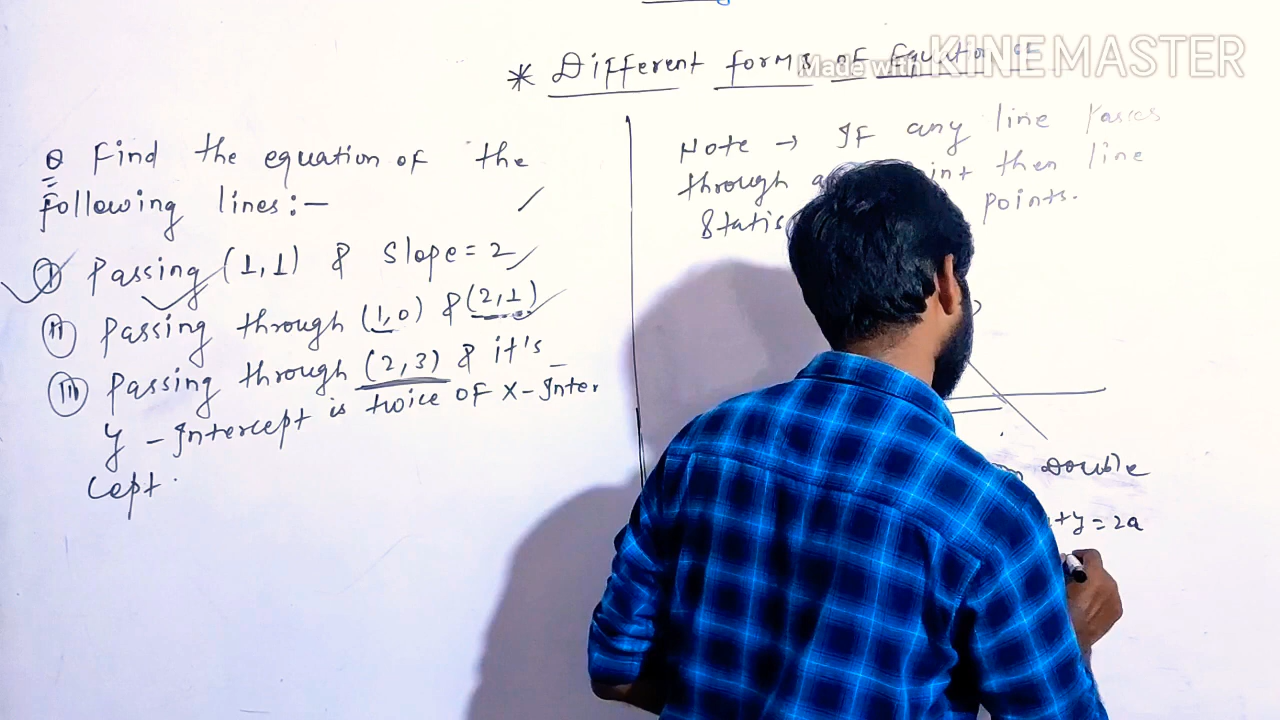 * Different forms of Equation of
Made with KINEMASTER
Q Find the equation of the
following lines:-
(I) Passing (1,1) & Slope = 2
(II) Passing through (1,0) & (2,1)
(III) Passing through (2,3) & it's
y - Intercept is twice of x - Inter
cept.
Note → If any line Passes
through then line
Statis points.
Double
+y = 2a